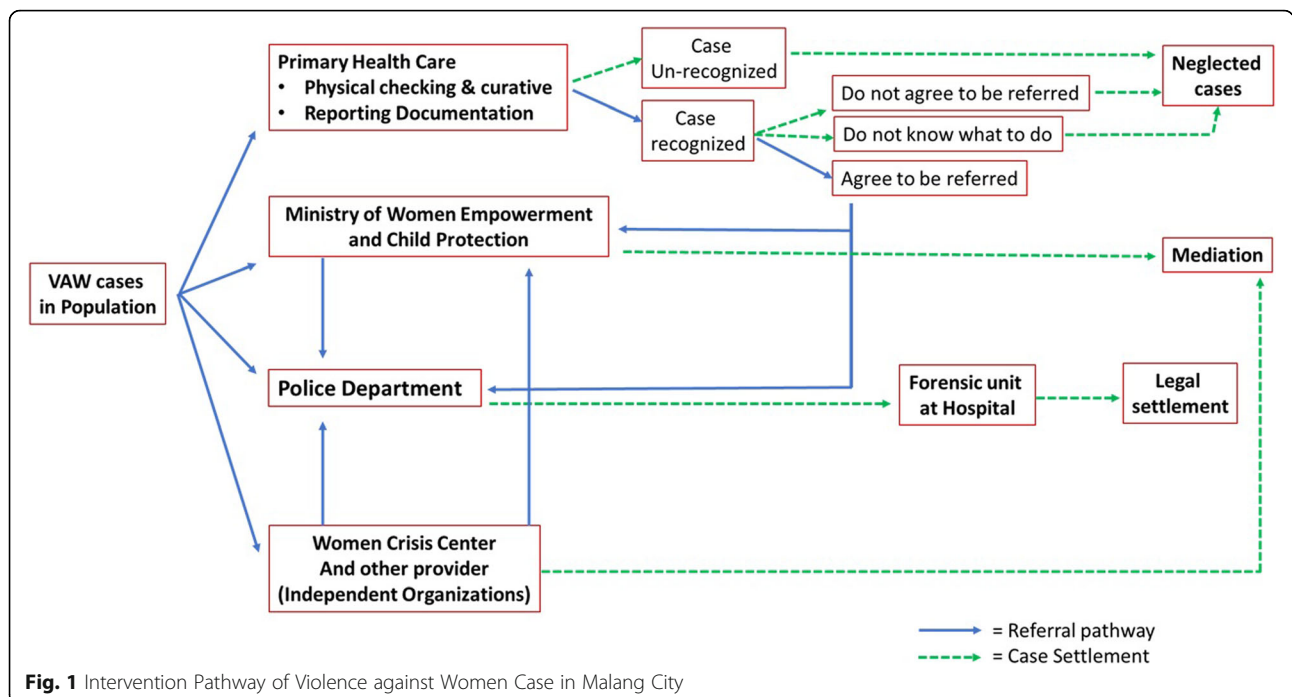 Primary Health Care
• Physical checking & curative
• Reporting Documentation
Case
Un-recognized
Case
recognized
Do not agree to be referred
Do not know what to do
Agree to be referred
Neglected
cases
Ministry of Women Empowerment
and Child Protection
Mediation
VAW cases
in Population
Police Department
Forensic unit
at Hospital
Legal
settlement
Women Crisis Center
And other provider
(Independent Organizations)
= Referral pathway
= Case Settlement
Fig. 1 Intervention Pathway of Violence against Women Case in Malang City